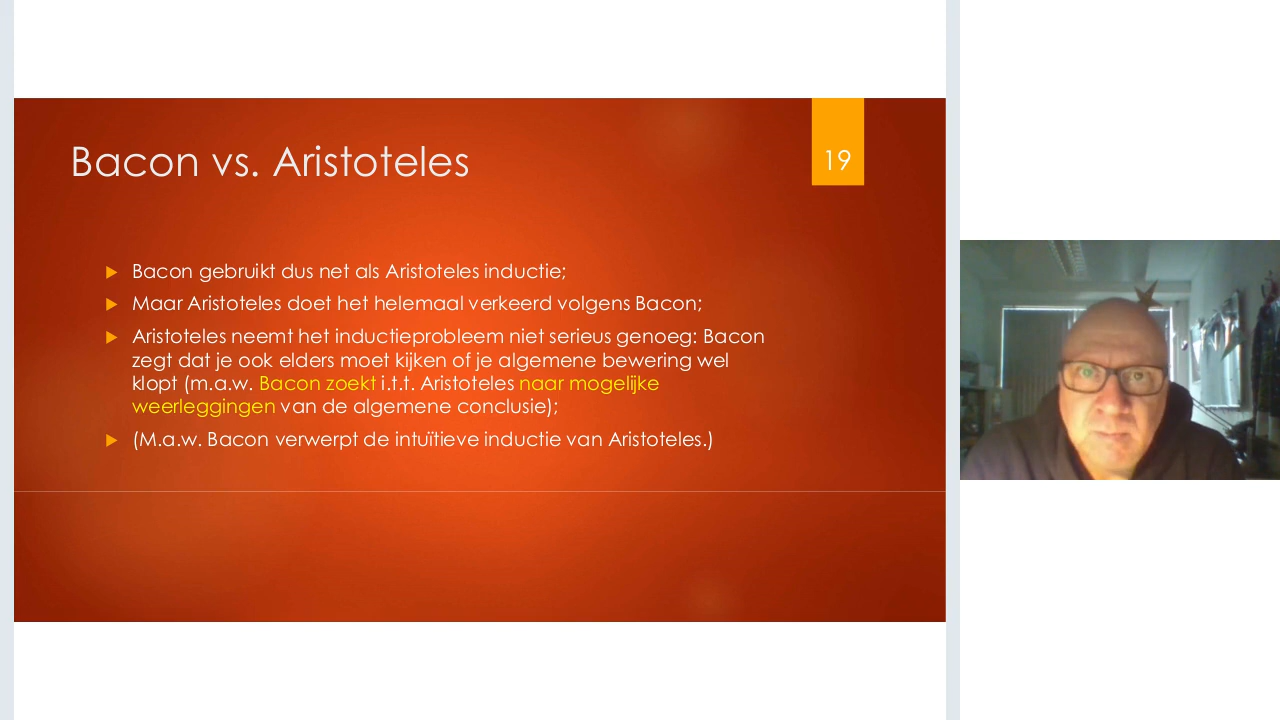 Bacon vs. Aristoteles
19
Bacon gebruikt dus net als Aristoteles inductie;
Maar Aristoteles doet het helemaal verkeerd volgens Bacon;
Aristoteles neemt het inductieprobleem niet serieus genoeg: Bacon
zegt dat je ook elders moet kijken of je algemene bewering wel
klopt (m.a.w. Bacon zoekt i.t.t. Aristoteles naar mogelijke
weerleggingen van de algemene conclusie);
(M.a.w. Bacon verwerpt de intuïtieve inductie van Aristoteles.)